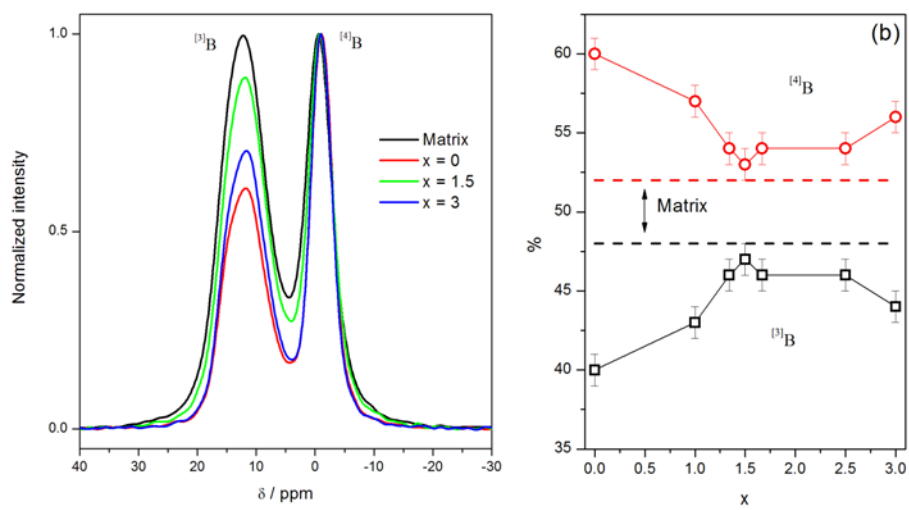 [3]B
[4]B
Matrix
x = 0
x = 1.5
x = 3
Normalized intensity
1.0
0.5
0.0
40
30
20
10
0
-10
-20
-30
δ / ppm
(b)
[4]B
Matrix
[3]B
%
60
55
50
45
40
35
0.0
0.5
1.0
1.5
2.0
2.5
3.0
x